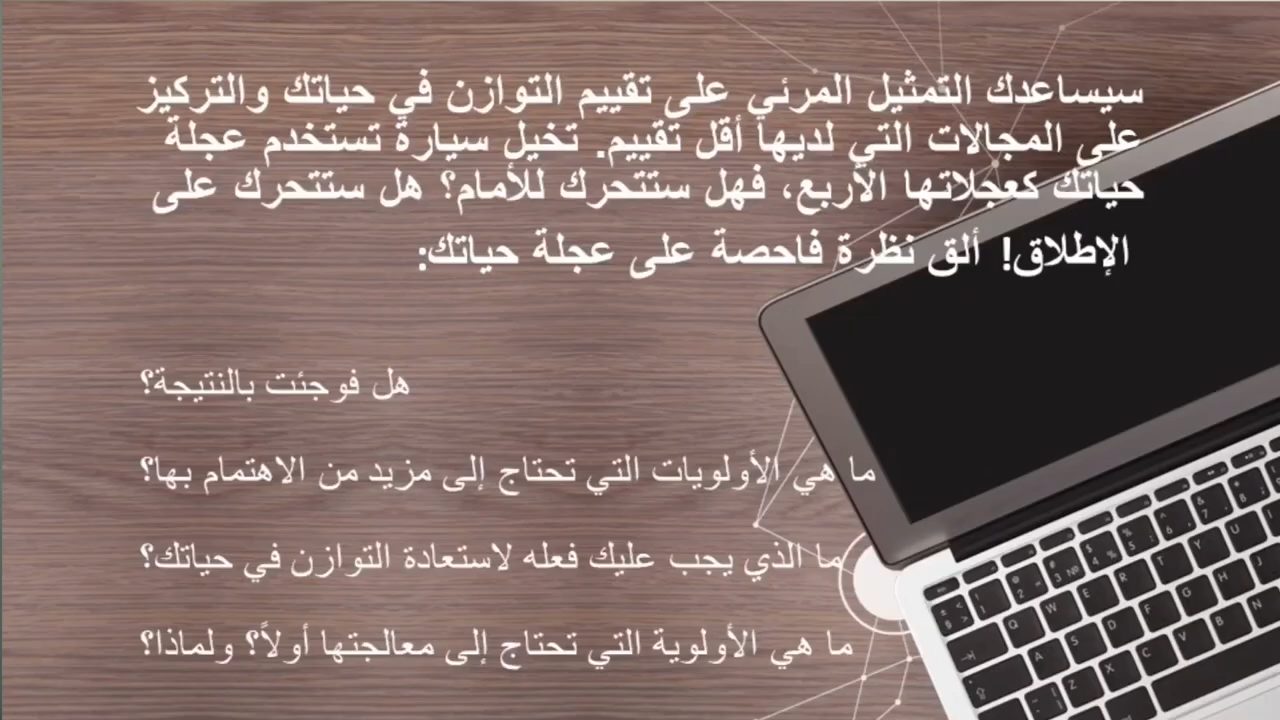 سيساعدك التمثيل المرئي على تقييم التوازن في حياتك والتركيز
على المجالات التي لديها أقل تقييم. تخيل سيارة تستخدم عجلة
حياتك كعجلاتها الأربع، فهل ستتحرك للأمام؟ هل ستتحرك على
الإطلاق! ألق نظرة فاحصة على عجلة حياتك:
هل فوجئت بالنتيجة؟
ما هي الأولويات التي تحتاج إلى مزيد من الاهتمام بها؟
ما الذي يجب عليك فعله لاستعادة التوازن في حياتك؟
ما هي الأولوية التي تحتاج إلى معالجتها أولاً؟ ولماذا؟